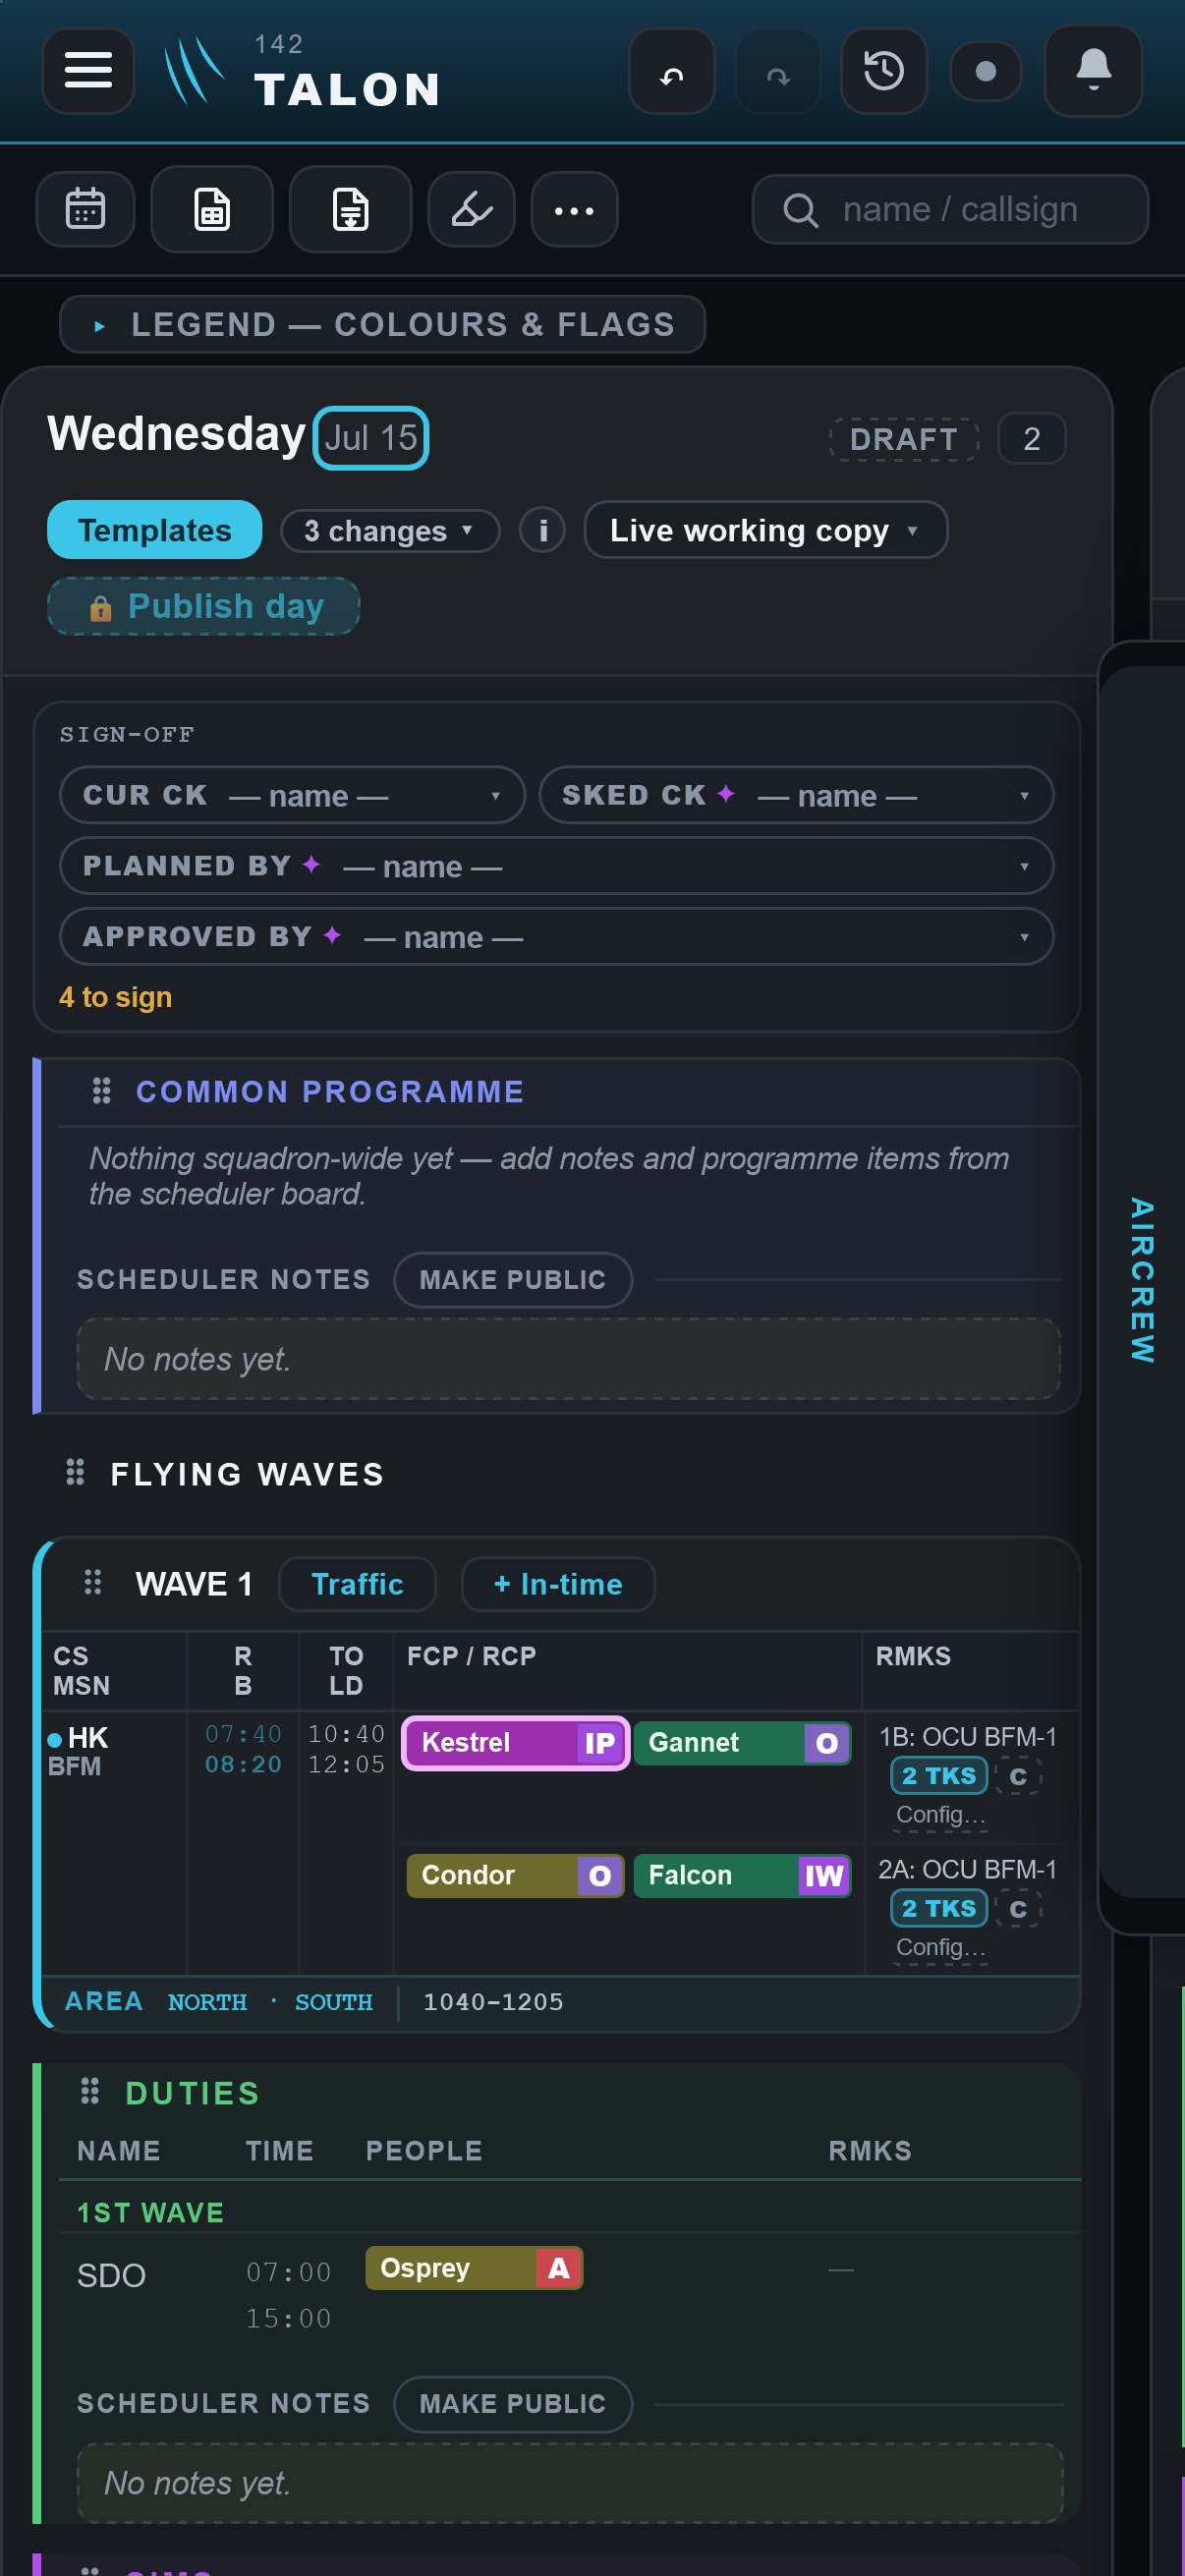 142
TALON
name / callsign
▸ LEGEND — COLOURS & FLAGS
Wednesday Jul 15 DRAFT 2
Templates 3 changes ▾ i Live working copy ▾
🔒 Publish day
SIGN-OFF
CUR CK — name — ▾ SKED CK ✦ — name — ▾
PLANNED BY ✦ — name — ▾
APPROVED BY ✦ — name — ▾
4 to sign
COMMON PROGRAMME
Nothing squadron-wide yet — add notes and programme items from
the scheduler board.
SCHEDULER NOTES MAKE PUBLIC
No notes yet.
AIRCREW
FLYING WAVES
WAVE 1 Traffic + In-time
CS R TO FCP / RCP RMKS
MSN B LD
HK 07:40 10:40 Kestrel IP Gannet O 1B: OCU BFM-1
BFM 08:20 12:05 2 TKS C
Config...
Condor O Falcon IW 2A: OCU BFM-1
2 TKS C
Config...
AREA NORTH · SOUTH 1040–1205
DUTIES
NAME TIME PEOPLE RMKS
1ST WAVE
SDO 07:00 Osprey A —
15:00
SCHEDULER NOTES MAKE PUBLIC
No notes yet.